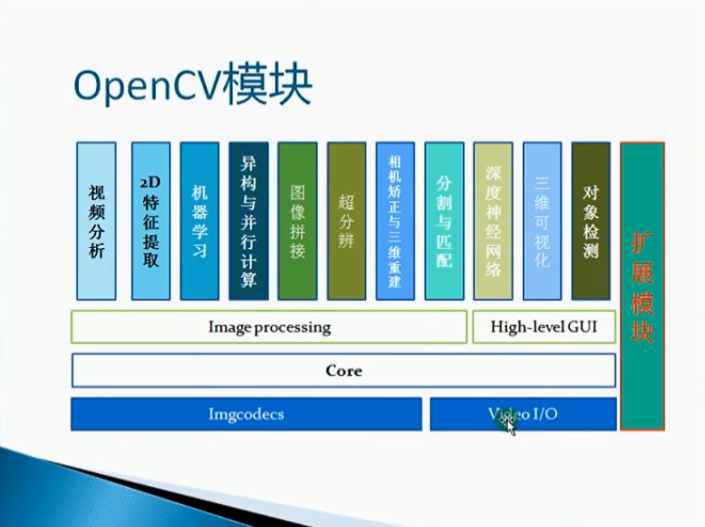 OpenCV模块
视频分析
2D特征提取
机器学习
异构与并行计算
图像拼接
超分辨
相机矫正与三维重建
分割与匹配
深度神经网络
三维可视化
对象检测
扩展模块
Image processing
High-level GUI
Core
Imgcodecs
Video I/O